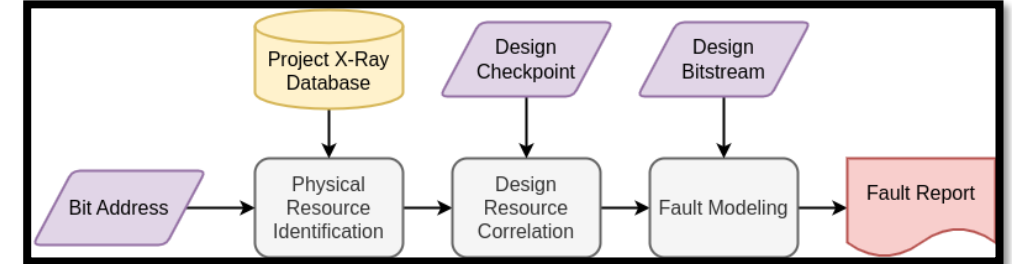 Project X-Ray
Database
Design
Checkpoint
Design
Bitstream
Bit Address
Physical
Resource
Identification
Design
Resource
Correlation
Fault Modeling
Fault Report